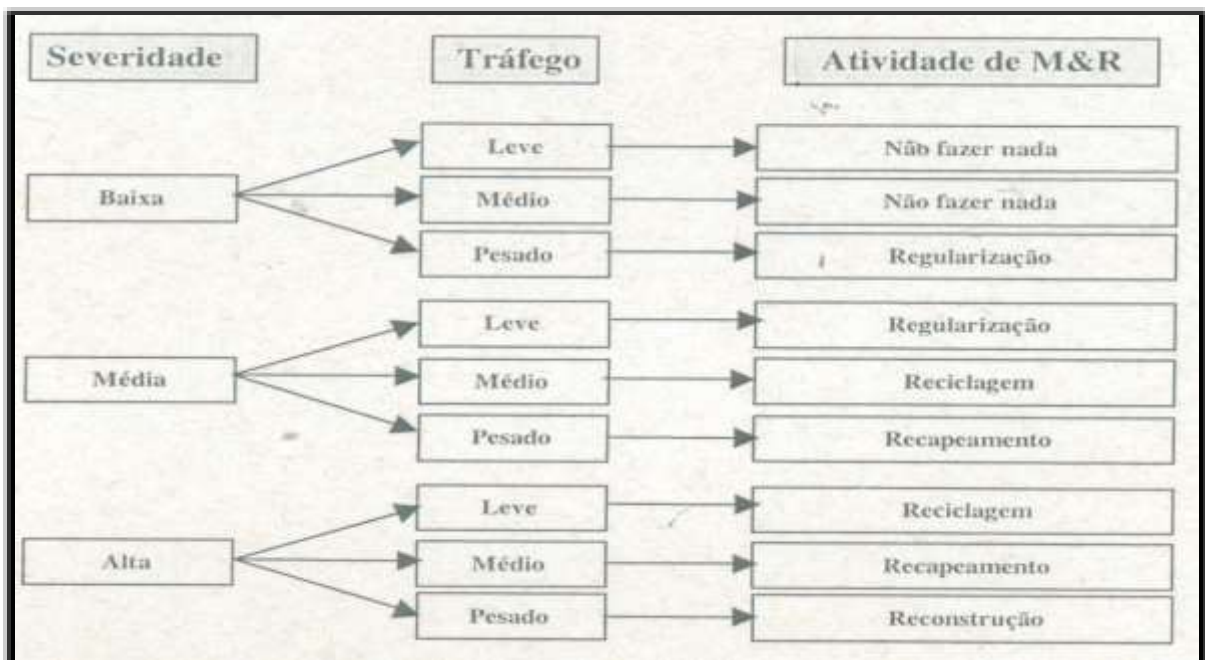 Severidade Tráfego Atividade de M&R
Leve Nãb fazer nada
Baixa Médio Não fazer nada
Pesado Regularização
Leve Regularização
Média Médio Reciclagem
Pesado Recapeamento
Leve Reciclagem
Alta Médio Recapeamento
Pesado Reconstrução